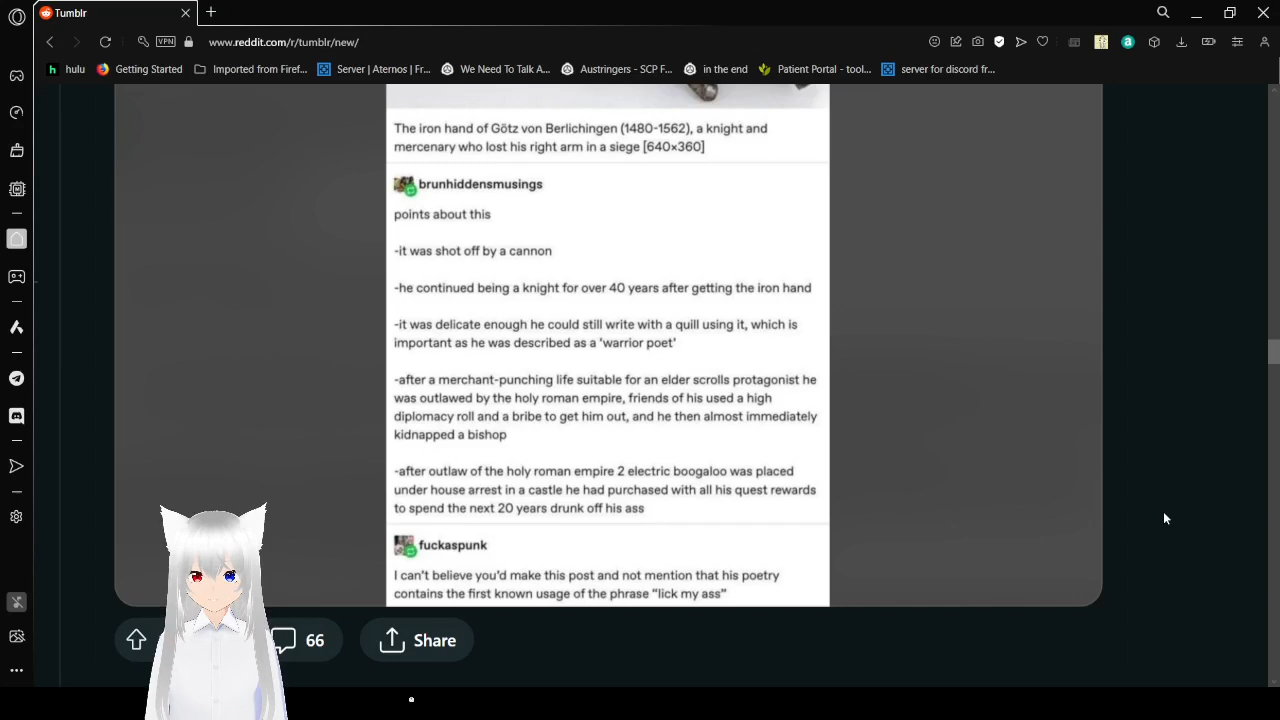 Tumblr
VPN
www.reddit.com/r/tumblr/new/
hulu
Getting Started
Imported from Firef...
Server | Aternos | Fr...
We Need To Talk A...
Austringers - SCP F...
in the end
Patient Portal - tool...
server for discord fr...
The iron hand of Götz von Berlichingen (1480-1562), a knight and
mercenary who lost his right arm in a siege [640×360]
brunhiddensmusings
points about this
-it was shot off by a cannon
-he continued being a knight for over 40 years after getting the iron hand
-it was delicate enough he could still write with a quill using it, which is
important as he was described as a 'warrior poet'
-after a merchant-punching life suitable for an elder scrolls protagonist he
was outlawed by the holy roman empire, friends of his used a high
diplomacy roll and a bribe to get him out, and he then almost immediately
kidnapped a bishop
-after outlaw of the holy roman empire 2 electric boogaloo was placed
under house arrest in a castle he had purchased with all his quest rewards
to spend the next 20 years drunk off his ass
fuckaspunk
I can't believe you'd make this post and not mention that his poetry
contains the first known usage of the phrase "lick my ass"
66
Share